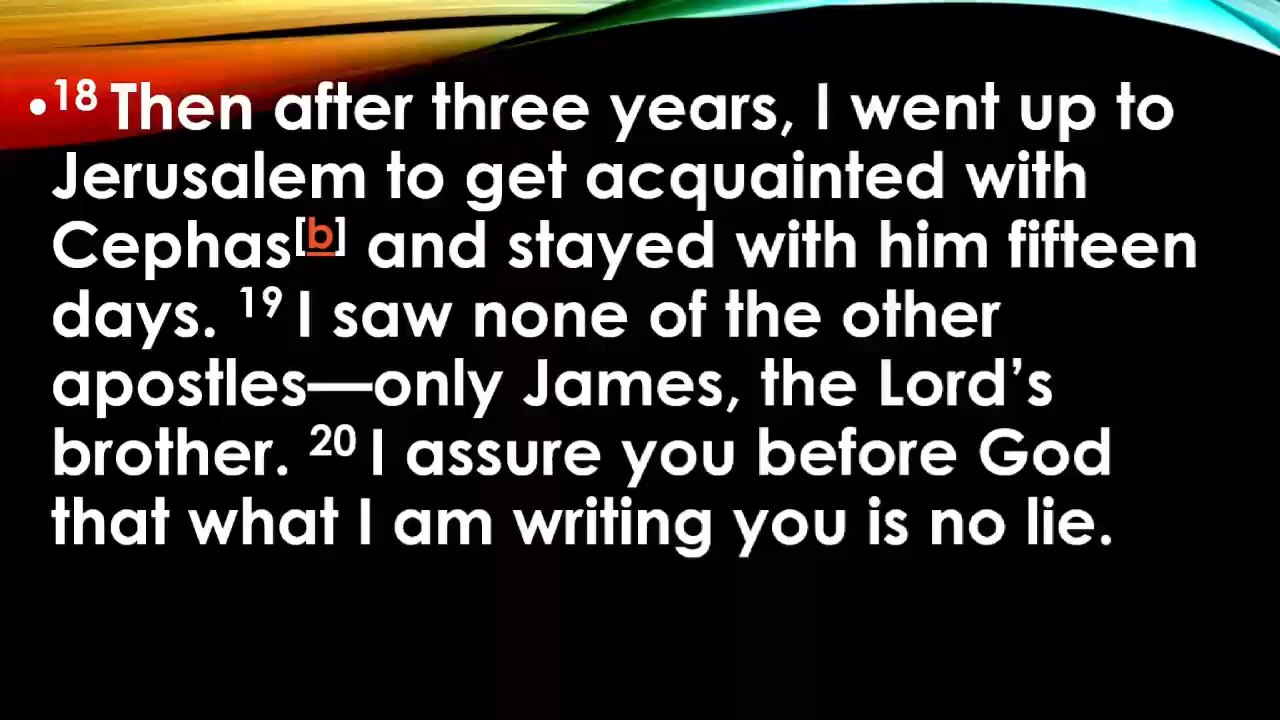 •18 Then after three years, I went up to
Jerusalem to get acquainted with
Cephas[b] and stayed with him fifteen
days. 19 I saw none of the other
apostles—only James, the Lord’s
brother. 20 I assure you before God
that what I am writing you is no lie.